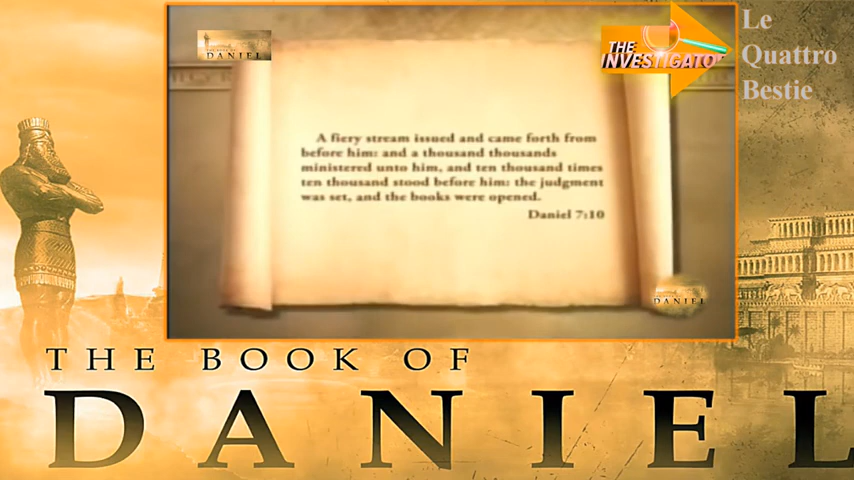 DANIEL
THE
INVESTIGATO
Le
Quattro
Bestie
A fiery stream issued and came forth from
before him: and a thousand thousands
ministered unto him, and ten thousand times
ten thousand stood before him: the judgment
was set, and the books were opened.
Daniel 7:10
DANIEL
THE BOOK OF
DANIEL